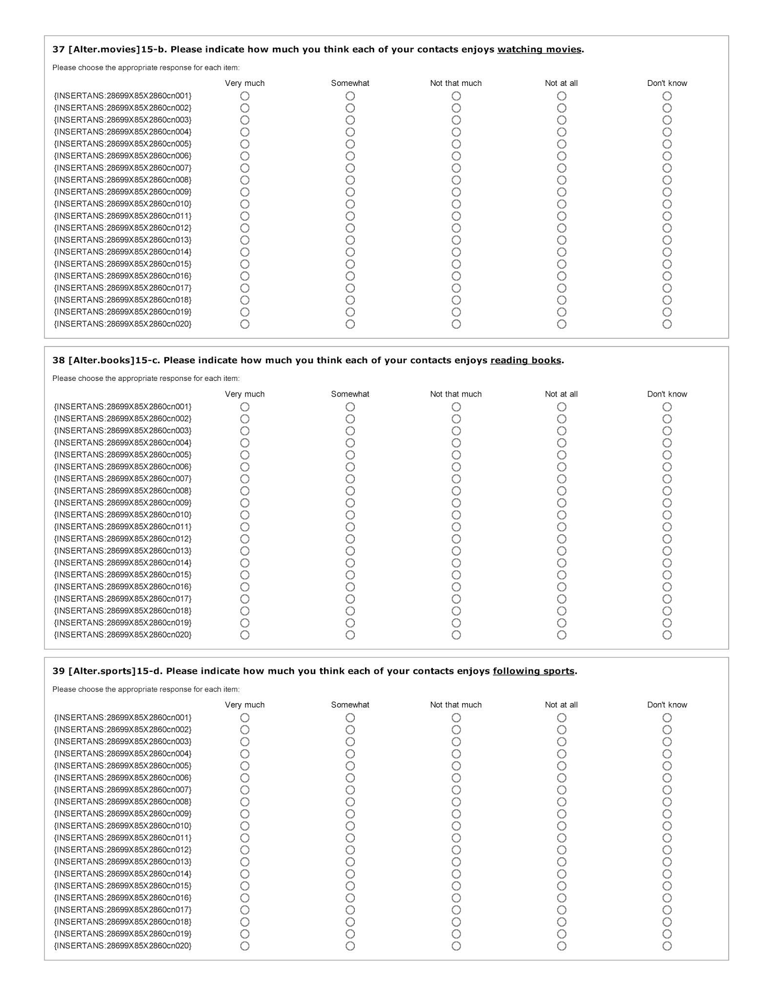 37 [Alter.movies]15-b. Please indicate how much you think each of your contacts enjoys watching movies.
Please choose the appropriate response for each item:
Very much Somewhat Not that much Not at all Don't know
{INSERTANS:28699X85X2860cn001}
{INSERTANS:28699X85X2860cn002}
{INSERTANS:28699X85X2860cn003}
{INSERTANS:28699X85X2860cn004}
{INSERTANS:28699X85X2860cn005}
{INSERTANS:28699X85X2860cn006}
{INSERTANS:28699X85X2860cn007}
{INSERTANS:28699X85X2860cn008}
{INSERTANS:28699X85X2860cn009}
{INSERTANS:28699X85X2860cn010}
{INSERTANS:28699X85X2860cn011}
{INSERTANS:28699X85X2860cn012}
{INSERTANS:28699X85X2860cn013}
{INSERTANS:28699X85X2860cn014}
{INSERTANS:28699X85X2860cn015}
{INSERTANS:28699X85X2860cn016}
{INSERTANS:28699X85X2860cn017}
{INSERTANS:28699X85X2860cn018}
{INSERTANS:28699X85X2860cn019}
{INSERTANS:28699X85X2860cn020}
38 [Alter.books]15-c. Please indicate how much you think each of your contacts enjoys reading books.
Please choose the appropriate response for each item:
Very much Somewhat Not that much Not at all Don't know
{INSERTANS:28699X85X2860cn001}
{INSERTANS:28699X85X2860cn002}
{INSERTANS:28699X85X2860cn003}
{INSERTANS:28699X85X2860cn004}
{INSERTANS:28699X85X2860cn005}
{INSERTANS:28699X85X2860cn006}
{INSERTANS:28699X85X2860cn007}
{INSERTANS:28699X85X2860cn008}
{INSERTANS:28699X85X2860cn009}
{INSERTANS:28699X85X2860cn010}
{INSERTANS:28699X85X2860cn011}
{INSERTANS:28699X85X2860cn012}
{INSERTANS:28699X85X2860cn013}
{INSERTANS:28699X85X2860cn014}
{INSERTANS:28699X85X2860cn015}
{INSERTANS:28699X85X2860cn016}
{INSERTANS:28699X85X2860cn017}
{INSERTANS:28699X85X2860cn018}
{INSERTANS:28699X85X2860cn019}
{INSERTANS:28699X85X2860cn020}
39 [Alter.sports]15-d. Please indicate how much you think each of your contacts enjoys following sports.
Please choose the appropriate response for each item:
Very much Somewhat Not that much Not at all Don't know
{INSERTANS:28699X85X2860cn001}
{INSERTANS:28699X85X2860cn002}
{INSERTANS:28699X85X2860cn003}
{INSERTANS:28699X85X2860cn004}
{INSERTANS:28699X85X2860cn005}
{INSERTANS:28699X85X2860cn006}
{INSERTANS:28699X85X2860cn007}
{INSERTANS:28699X85X2860cn008}
{INSERTANS:28699X85X2860cn009}
{INSERTANS:28699X85X2860cn010}
{INSERTANS:28699X85X2860cn011}
{INSERTANS:28699X85X2860cn012}
{INSERTANS:28699X85X2860cn013}
{INSERTANS:28699X85X2860cn014}
{INSERTANS:28699X85X2860cn015}
{INSERTANS:28699X85X2860cn016}
{INSERTANS:28699X85X2860cn017}
{INSERTANS:28699X85X2860cn018}
{INSERTANS:28699X85X2860cn019}
{INSERTANS:28699X85X2860cn020}